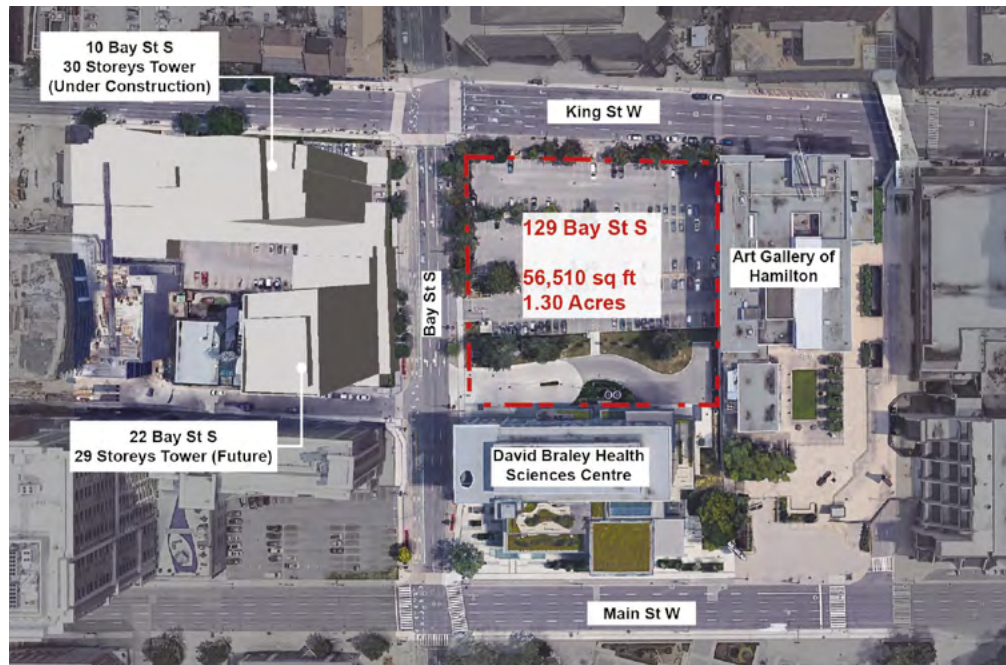 10 Bay St S
30 Storeys Tower
(Under Construction)
King St W
129 Bay St S
56,510 sq ft
1.30 Acres
Art Gallery of
Hamilton
Bay St S
22 Bay St S
29 Storeys Tower (Future)
David Braley Health
Sciences Centre
Main St W